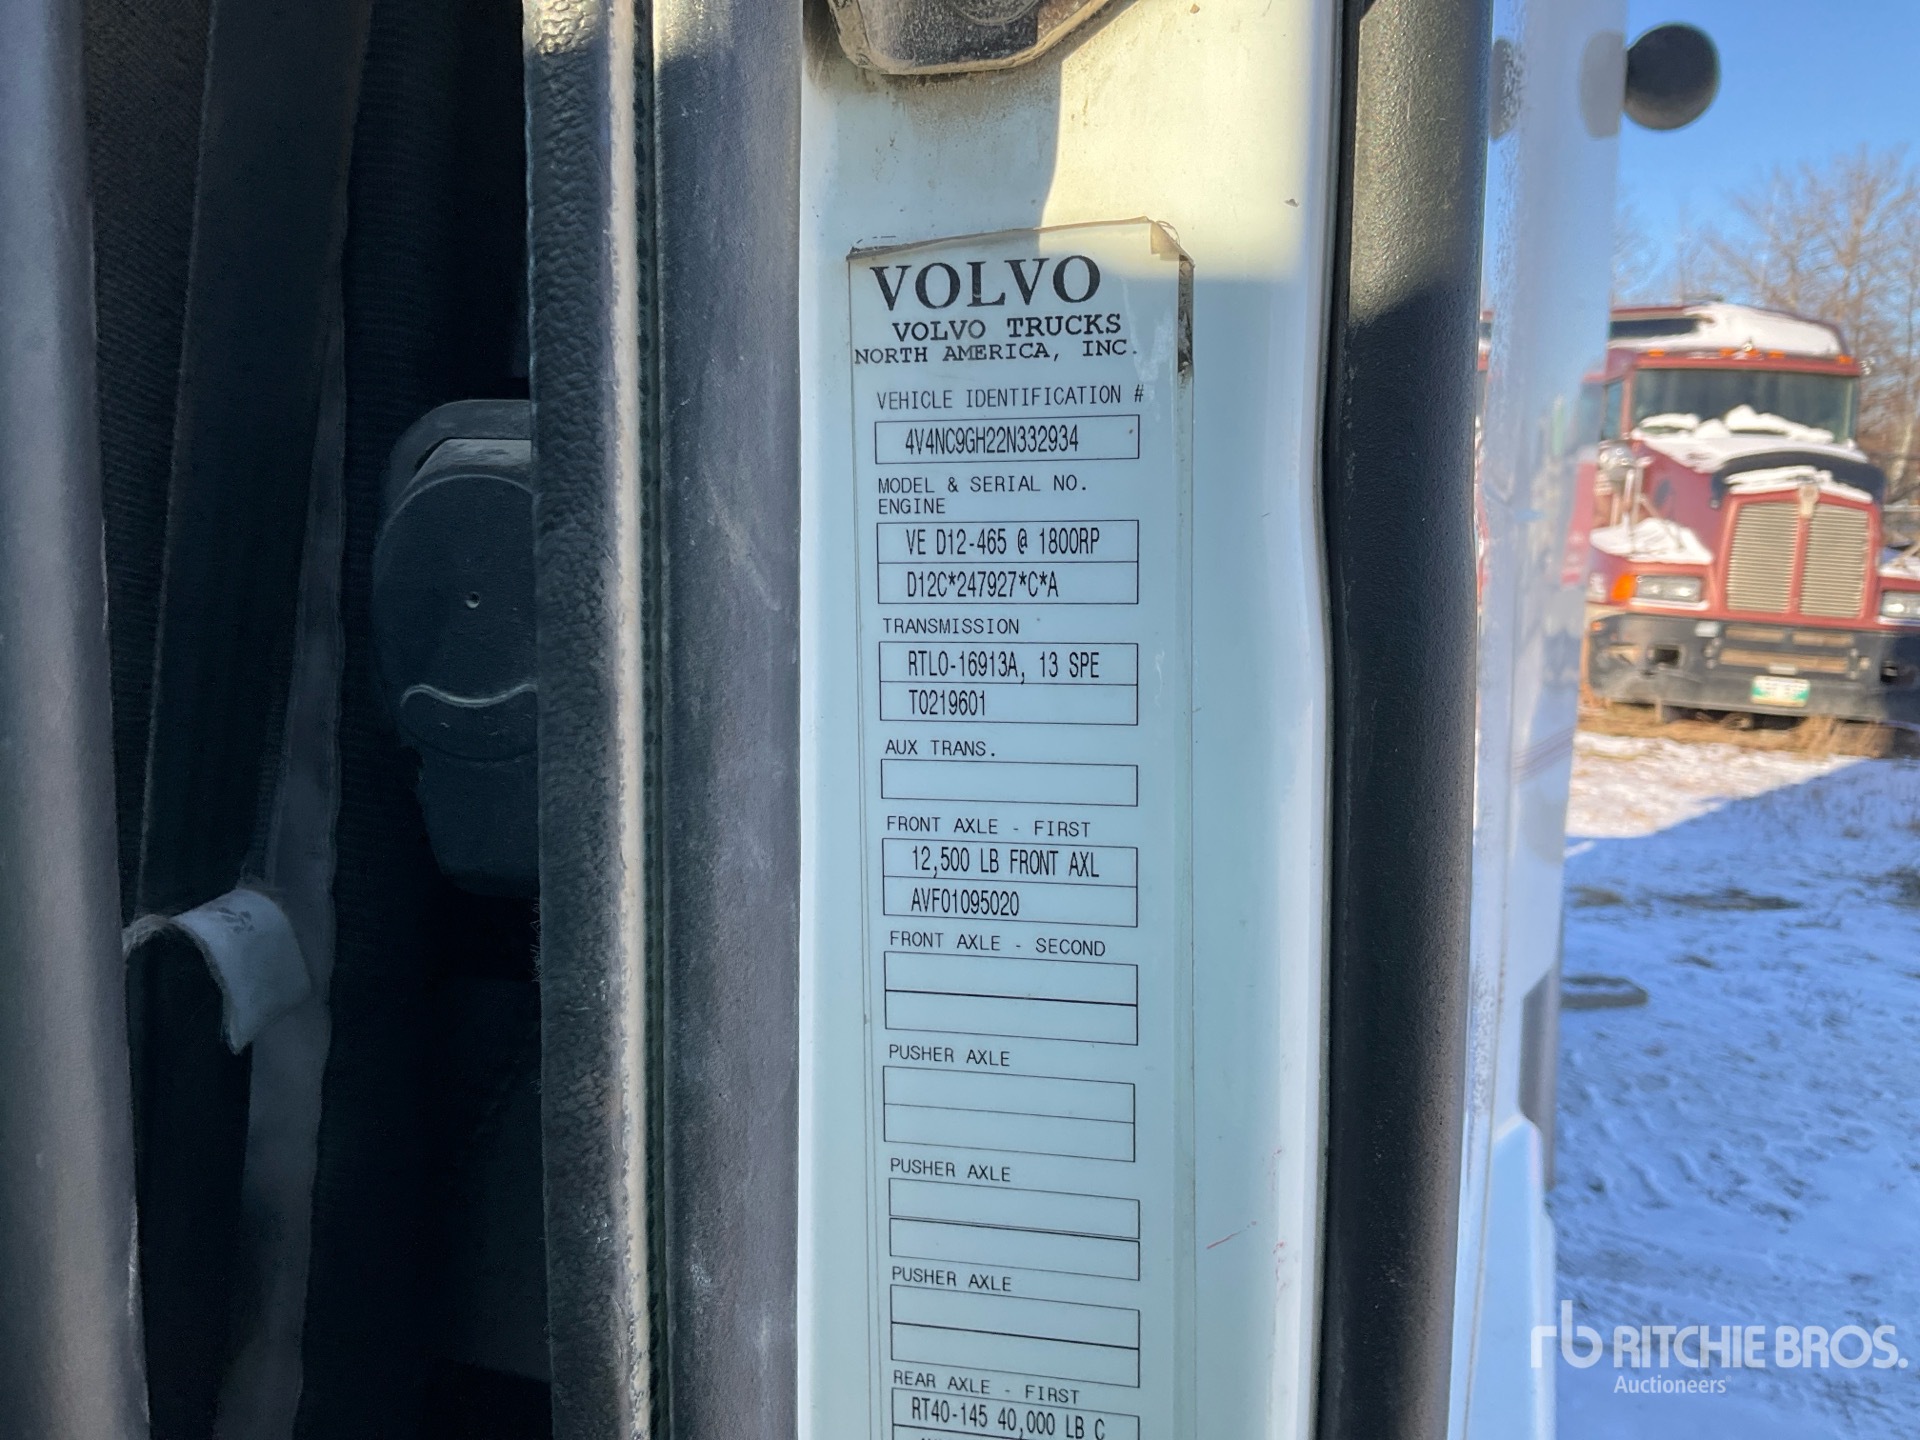 VOLVO
VOLVO TRUCKS
NORTH AMERICA, INC.
VEHICLE IDENTIFICATION #
4V4NC9GH22N332934
MODEL & SERIAL NO.
ENGINE
VE D12-465 @ 1800RP
D12C*247927*C*A
TRANSMISSION
RTLO-16913A, 13 SPE
T0219601
AUX TRANS.
FRONT AXLE - FIRST
12,500 LB FRONT AXL
AVF01095020
FRONT AXLE - SECOND
PUSHER AXLE
PUSHER AXLE
PUSHER AXLE
REAR AXLE - FIRST
RT40-145 40,000 LB C
rb RITCHIE BROS.
Auctioneers